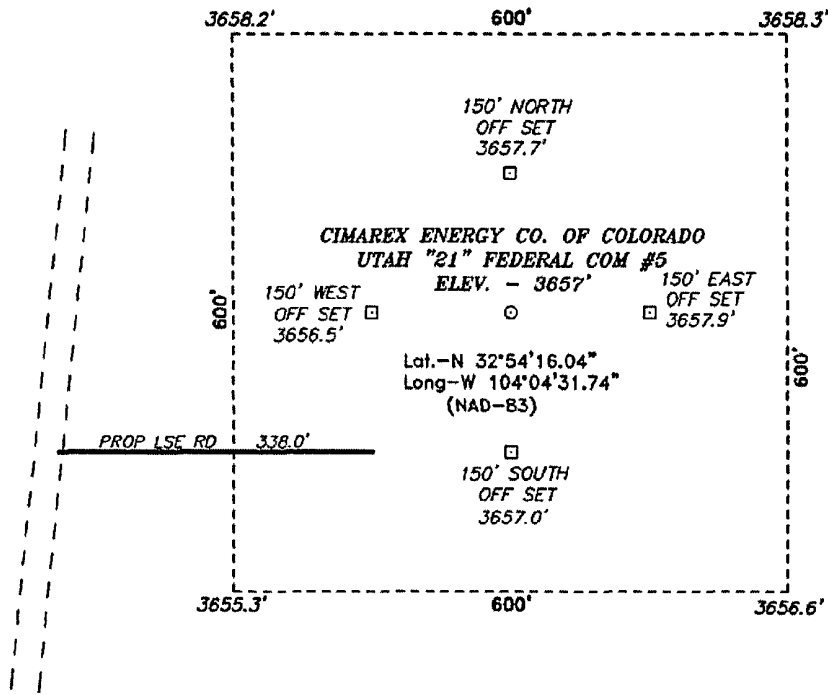 3658.2' 600' 3658.3'
150' NORTH
OFF SET
3657.7'
CIMAREX ENERGY CO. OF COLORADO
UTAH "21" FEDERAL COM #5
ELEV. - 3657'
150' WEST
OFF SET
3656.5'
150' EAST
OFF SET
3657.9'
600'
600'
Lat.-N 32°54'16.04"
Long-W 104°04'31.74"
(NAD-83)
PROP LSE RD 338.0'
150' SOUTH
OFF SET
3657.0'
3655.3' 600' 3656.6'